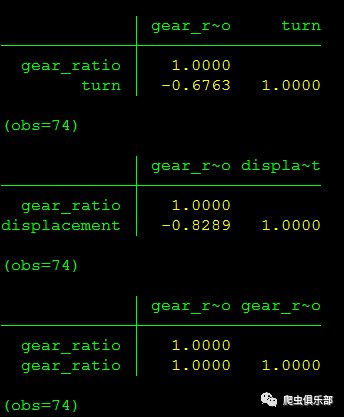 gear_r~o turn
gear_ratio 1.0000
turn -0.6763 1.0000
(obs=74)
gear_r~o displa~t
gear_ratio 1.0000
displacement -0.8289 1.0000
(obs=74)
gear_r~o gear_r~o
gear_ratio 1.0000
gear_ratio 1.0000 1.0000
(obs=74)
爬虫俱乐部